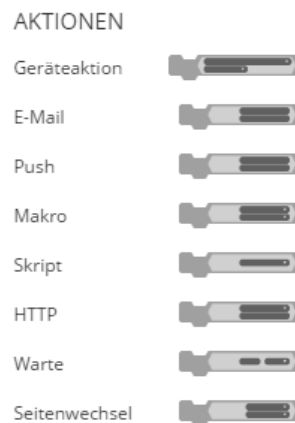 AKTIONEN
Geräteaktion
E-Mail
Push
Makro
Skript
HTTP
Warte
Seitenwechsel